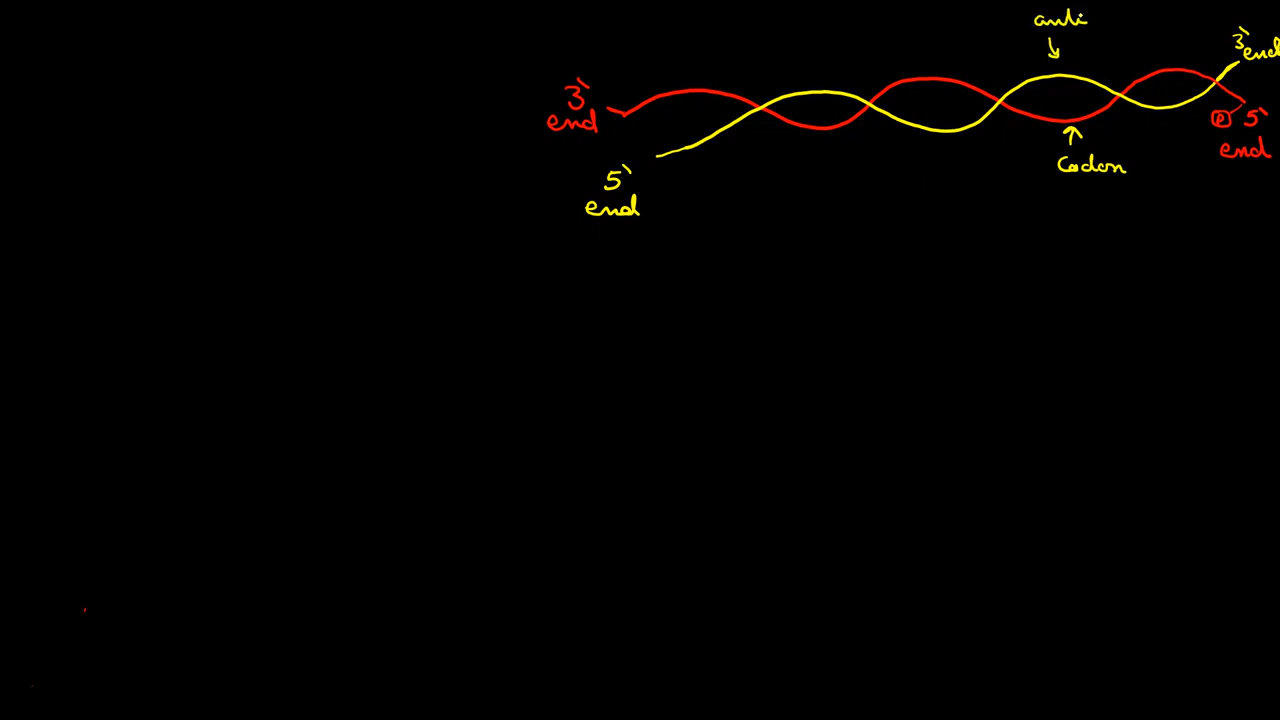 anti
3` end
3`
end
Ⓟ 5`
end
Codon
5`
end